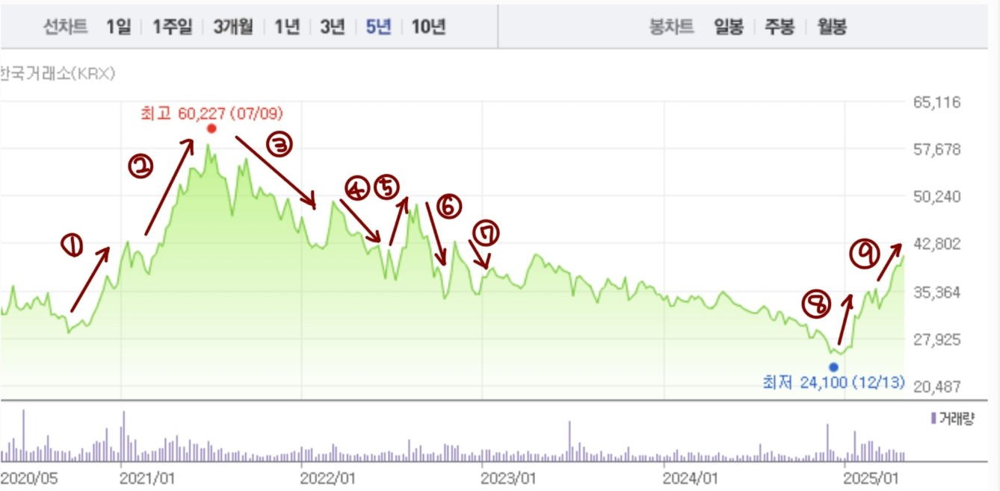 선차트 1일 1주일 3개월 1년 3년 5년 10년 봉차트 일봉 주봉 월봉
한국거래소(KRX)
65,116
최고 60,227 (07/09)
57,678
50,240
42,802
35,364
27,925
20,487
① ② ③ ④ ⑤ ⑥ ⑦ ⑧ ⑨
최저 24,100 (12/13)
거래량
2020/05 2021/01 2022/01 2023/01 2024/01 2025/01